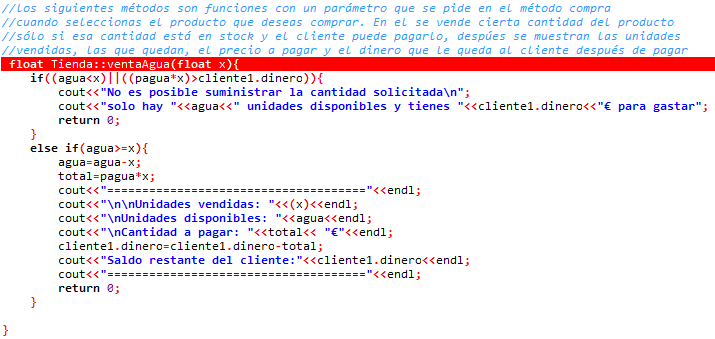 //Los siguientes métodos son funciones con un parámetro que se pide en el método compra
//cuando seleccionas el producto que deseas comprar. En el se vende cierta cantidad del producto
//sólo si esa cantidad está en stock y el cliente puede pagarlo, despúes se muestran las unidades
//vendidas, las que quedan, el precio a pagar y el dinero que le queda al cliente después de pagar
float Tienda::ventaAgua(float x){
if((agua<x)||((pagua*x)>cliente1.dinero)){
cout<<"No es posible suministrar la cantidad solicitada\n";
cout<<"solo hay "<<agua<<" unidades disponibles y tienes "<<cliente1.dinero<<"€ para gastar";
return 0;
}
else if(agua>=x){
agua=agua-x;
total=pagua*x;
cout<<"====================================="<<endl;
cout<<"\n\nUnidades vendidas: "<<(x)<<endl;
cout<<"\nUnidades disponibles: "<<agua<<endl;
cout<<"\nCantidad a pagar: "<<total<< "€"<<endl;
cliente1.dinero=cliente1.dinero-total;
cout<<"Saldo restante del cliente:"<<cliente1.dinero<<endl;
cout<<"====================================="<<endl;
return 0;
}
}